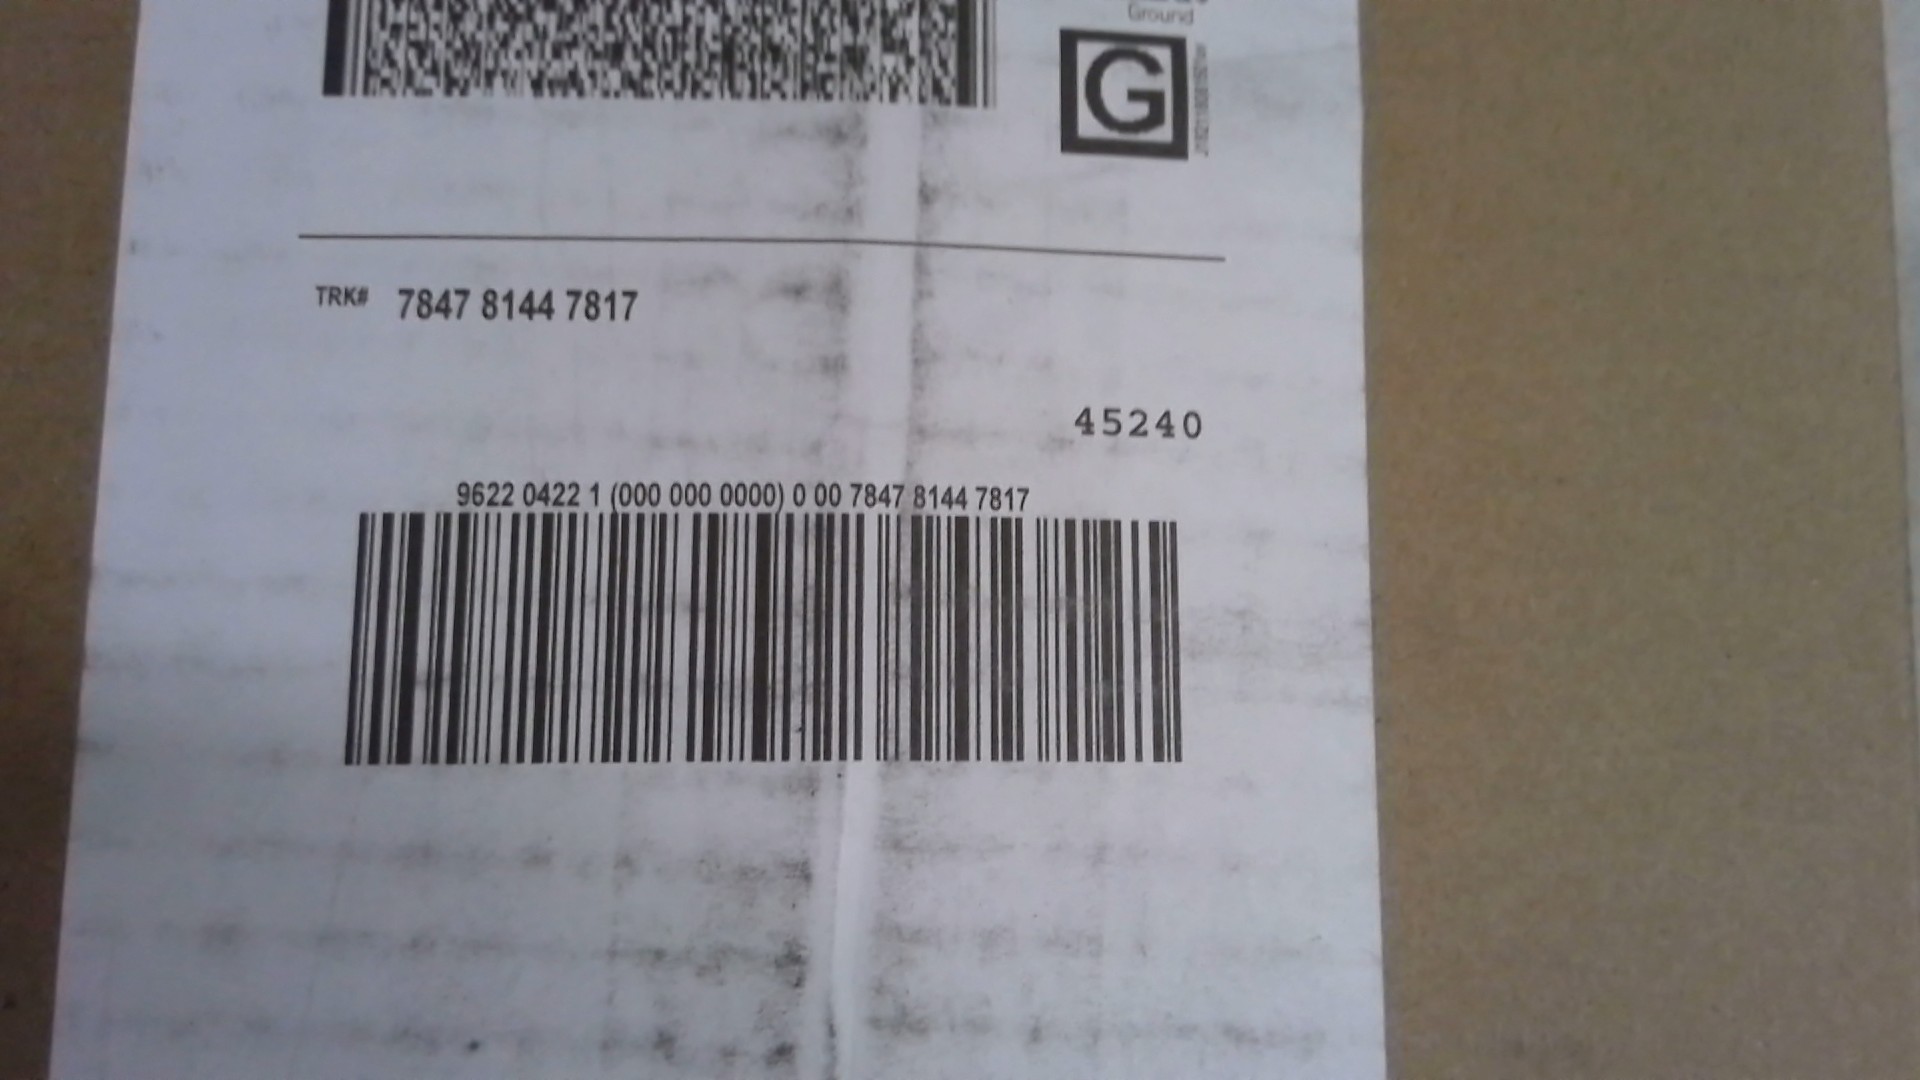 Ground
G
TRK# 7847 8144 7817
45240
9622 0422 1 (000 000 0000) 0 00 7847 8144 7817